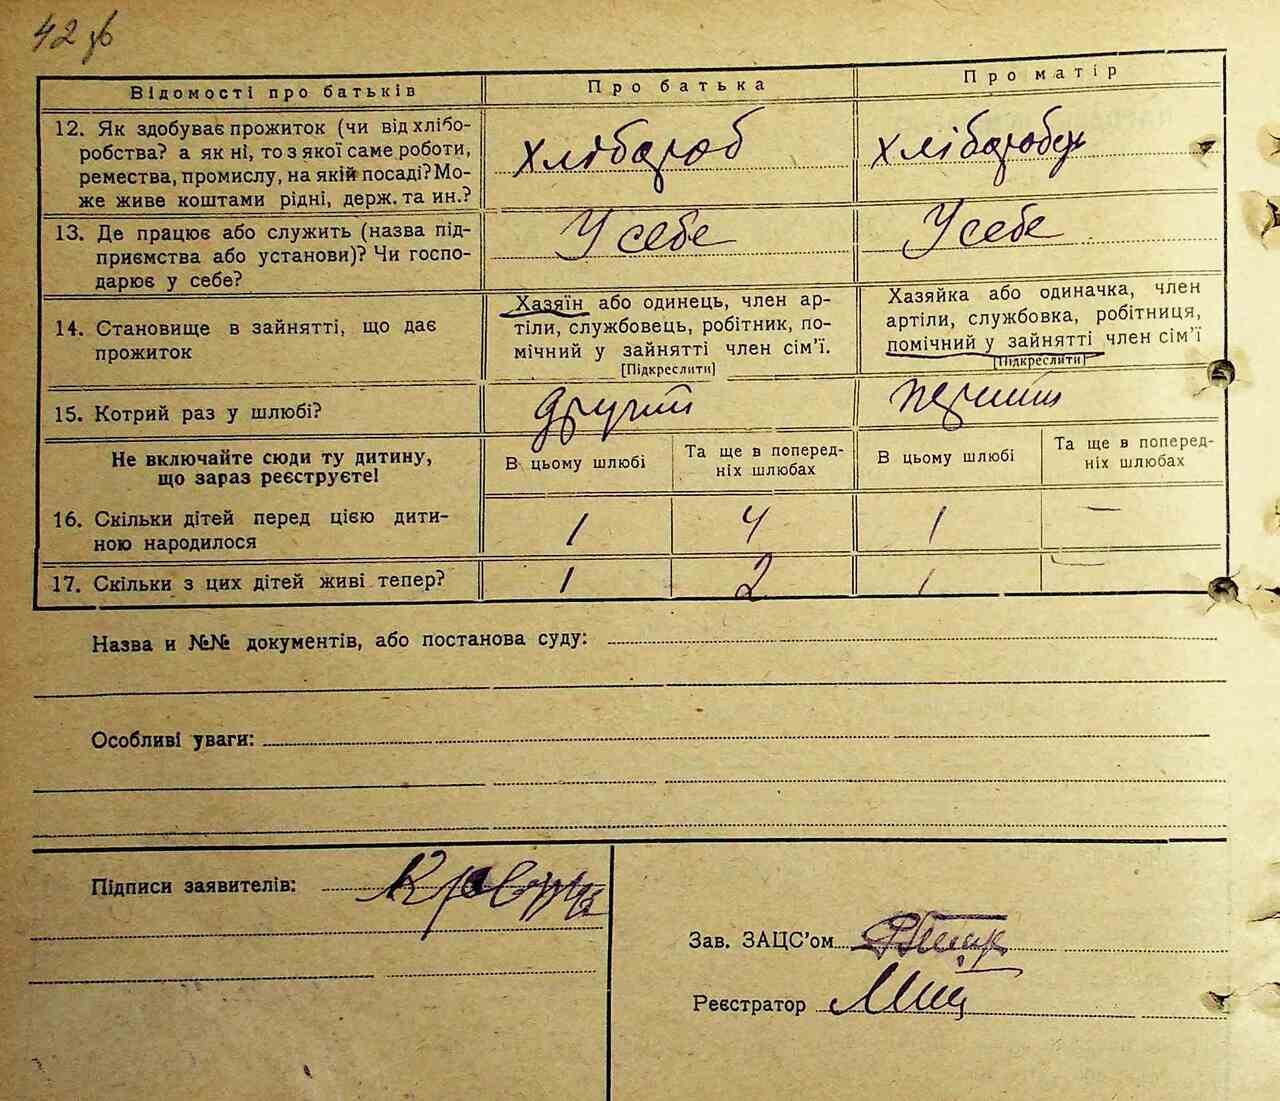 42 зв
Відомості про батьків
Про батька
Про матір
12. Як здобуває прожиток (чи від хлібо-
робства? а як ні, то з якої саме роботи,
ремества, промислу, на якій посаді? Мо-
же живе коштами рідні, держ. та ин.?
хлібороб
хлібороб
13. Де працює або служить (назва під-
приємства або установи)? Чи госпо-
дарює у себе?
У себе
У себе
14. Становище в зайнятті, що дає
прожиток
Хазяїн або одинець, член ар-
тіли, службовець, робітник, по-
мічний у зайнятті член сім'ї.
[Підкреслити]
Хазяйка або одиначка, член
артіли, службовка, робітниця,
помічний у зайнятті член сім'ї
[Підкреслити]
15. Котрий раз у шлюбі?
другий
перший
Не включайте сюди ту дитину,
що зараз реєструєте!
В цьому шлюбі
Та ще в поперед-
ніх шлюбах
В цьому шлюбі
Та ще в поперед-
ніх шлюбах
16. Скільки дітей перед цією дити-
ною народилося
1
4
1
—
17. Скільки з цих дітей живі тепер?
1
2
1
—
Назва и №№ документів, або постанова суду:
Особливі уваги:
Підписи заявителів:
Зав. ЗАЦС'ом
Реєстратор